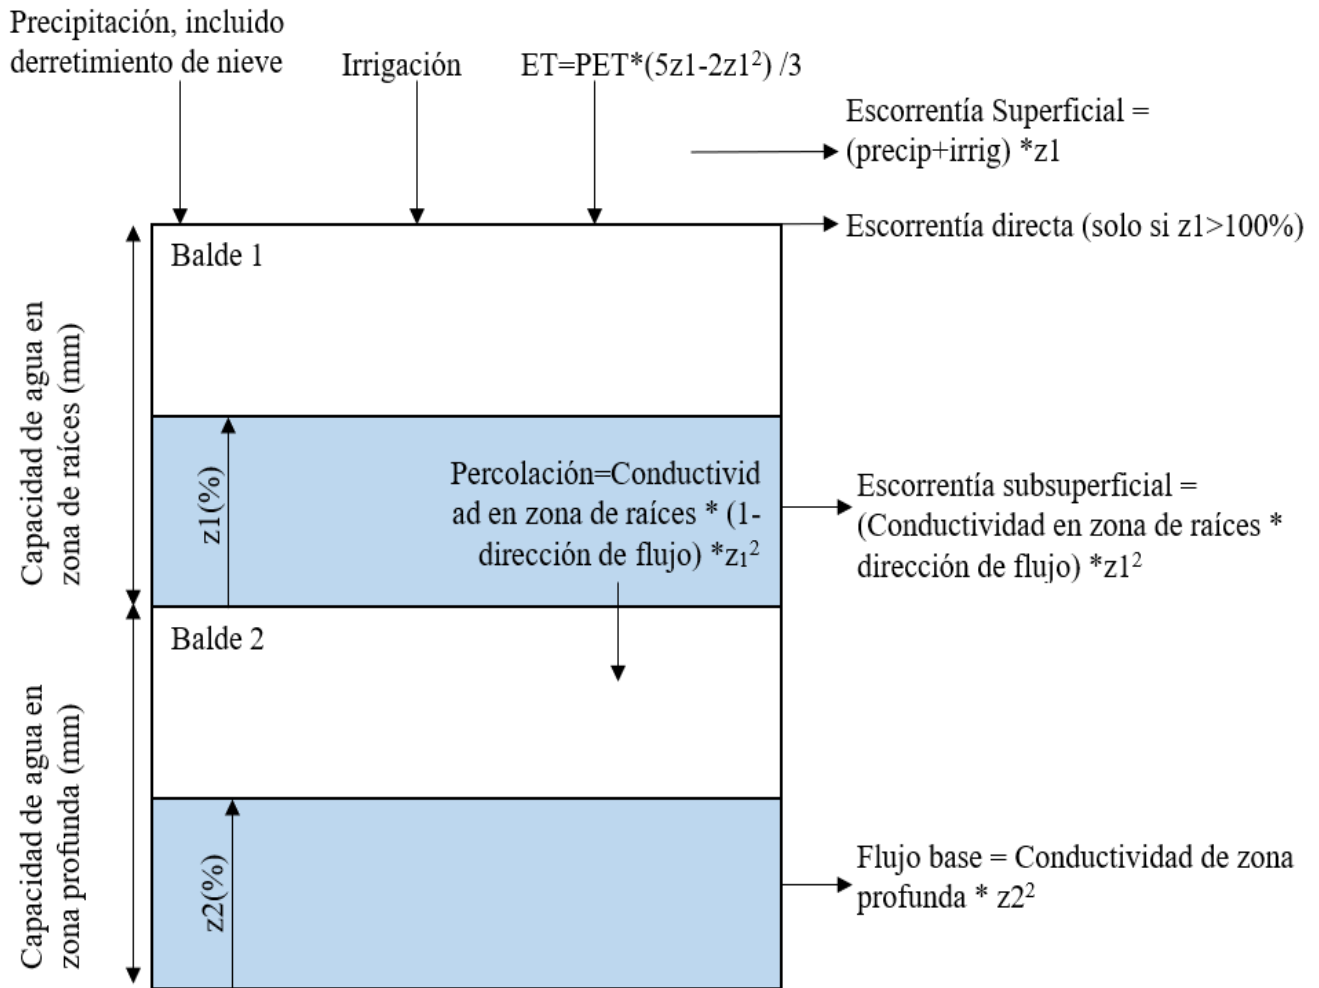 Precipitación, incluido
derretimiento de nieve
Irrigación
ET=PET*(5z1-2z1²) /3
Escorrentía Superficial =
(precip+irrig) *z1
Escorrentía directa (solo si z1>100%)
Balde 1
Capacidad de agua en
zona de raíces (mm)
z1(%)
Percolación=Conductivid
ad en zona de raíces * (1-
dirección de flujo) *z₁²
Escorrentía subsuperficial =
(Conductividad en zona de raíces *
dirección de flujo) *z1²
Balde 2
Capacidad de agua en
zona profunda (mm)
z2(%)
Flujo base = Conductividad de zona
profunda * z2²